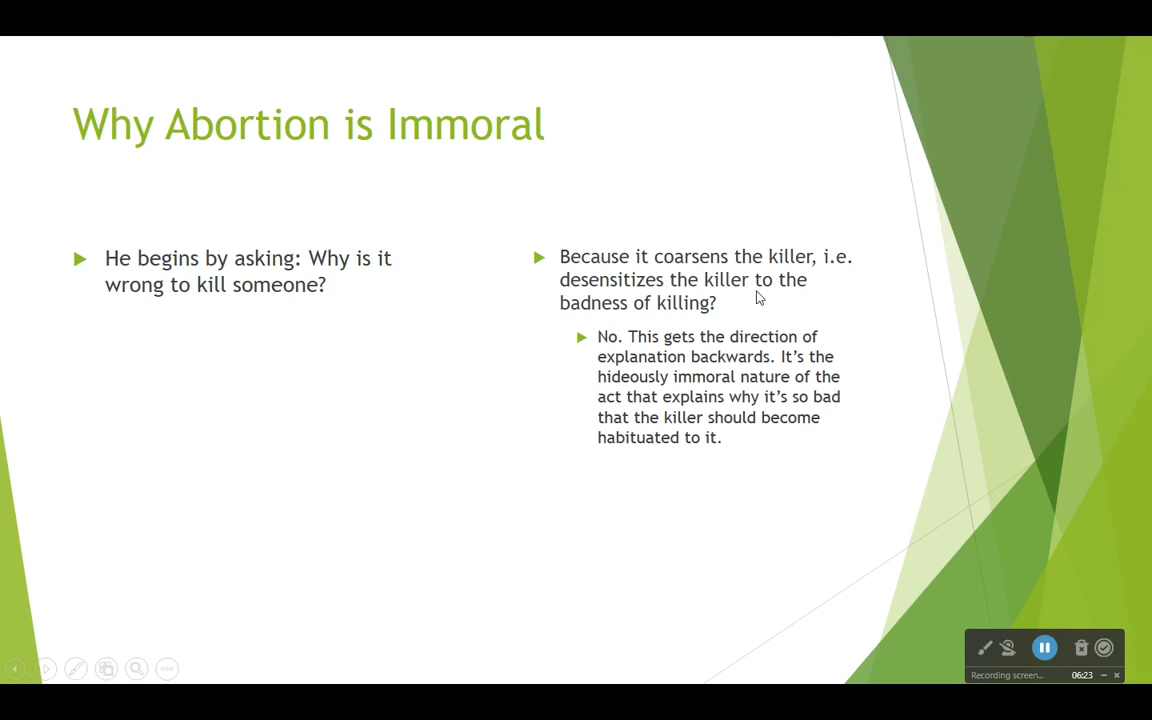 Why Abortion is Immoral
He begins by asking: Why is it
wrong to kill someone?
Because it coarsens the killer, i.e.
desensitizes the killer to the
badness of killing?
No. This gets the direction of
explanation backwards. It’s the
hideously immoral nature of the
act that explains why it’s so bad
that the killer should become
habituated to it.
Recording screen... 06:23